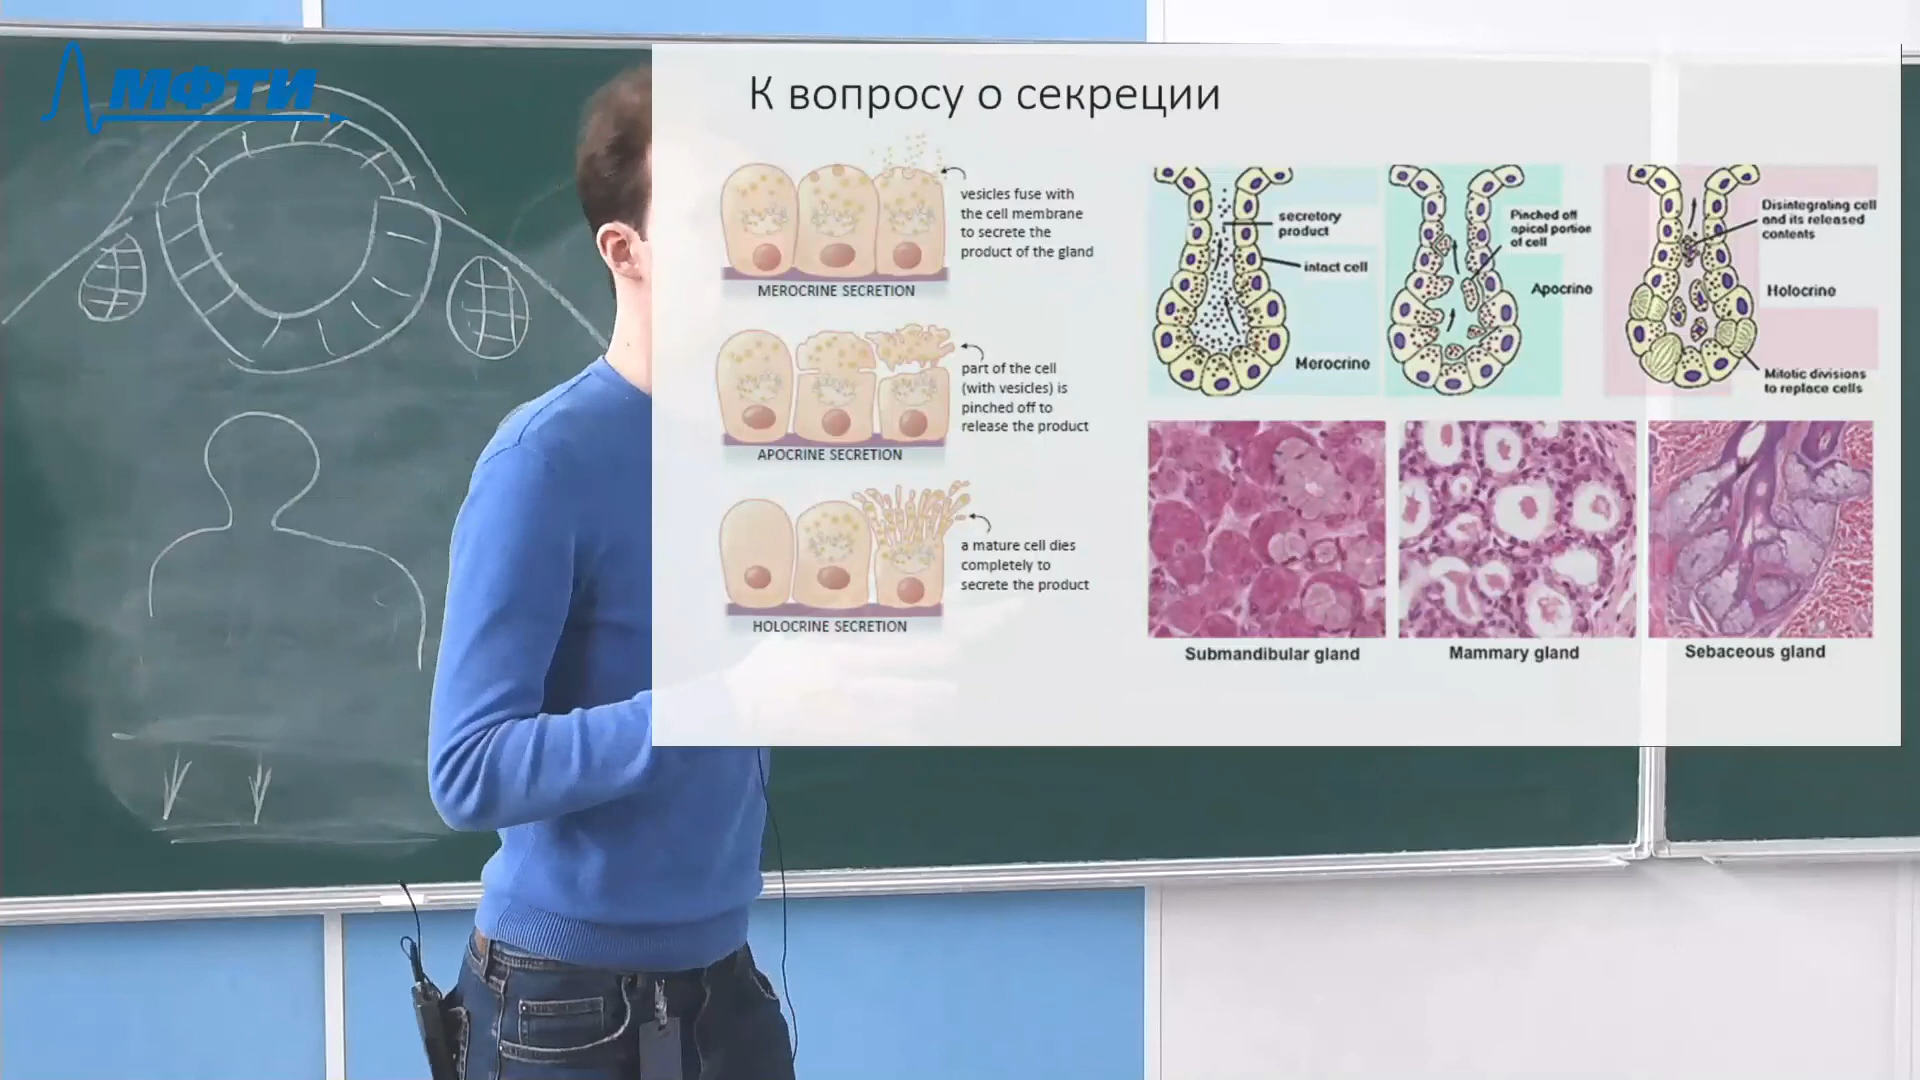 МФТИ
К вопросу о секреции
vesicles fuse with
the cell membrane
to secrete the
product of the gland
MEROCRINE SECRETION
part of the cell
(with vesicles) is
pinched off to
release the product
APOCRINE SECRETION
a mature cell dies
completely to
secrete the product
HOLOCRINE SECRETION
secretory
product
intact cell
Merocrine
Pinched off
apical portion
of cell
Apocrine
Disintegrating cell
and its released
contents
Holocrine
Mitotic divisions
to replace cells
Submandibular gland
Mammary gland
Sebaceous gland